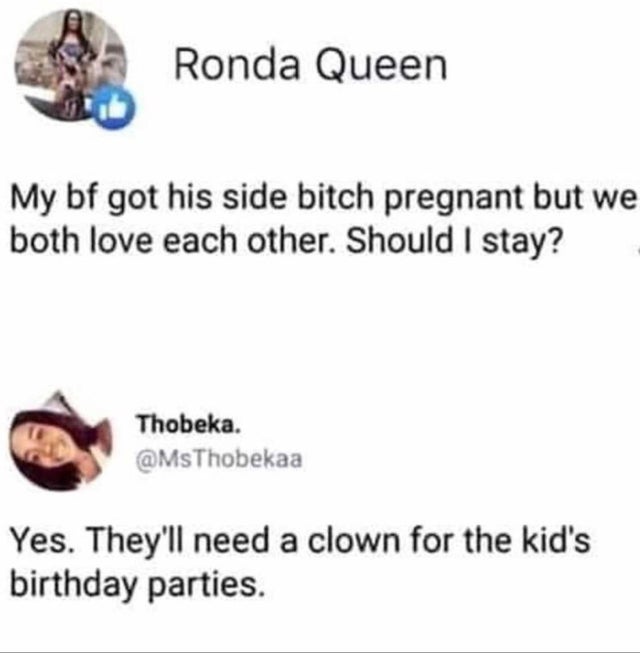 Ronda Queen
My bf got his side bitch pregnant but we
both love each other. Should I stay?
Thobeka.
@MsThobekaa
Yes. They'll need a clown for the kid's
birthday parties.